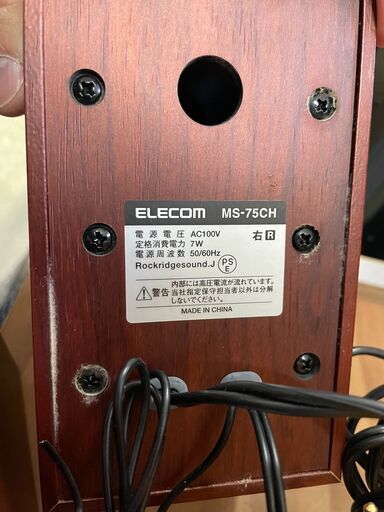 ELECOM MS-75CH
電源電圧 AC100V
定格消費電力 7W 右 R
電源周波数 50/60Hz
Rockridgesound.J PS E
内部には高圧電流が流れています。
警告 当社指定保守担当者以外は分解
しないでください。
MADE IN CHINA